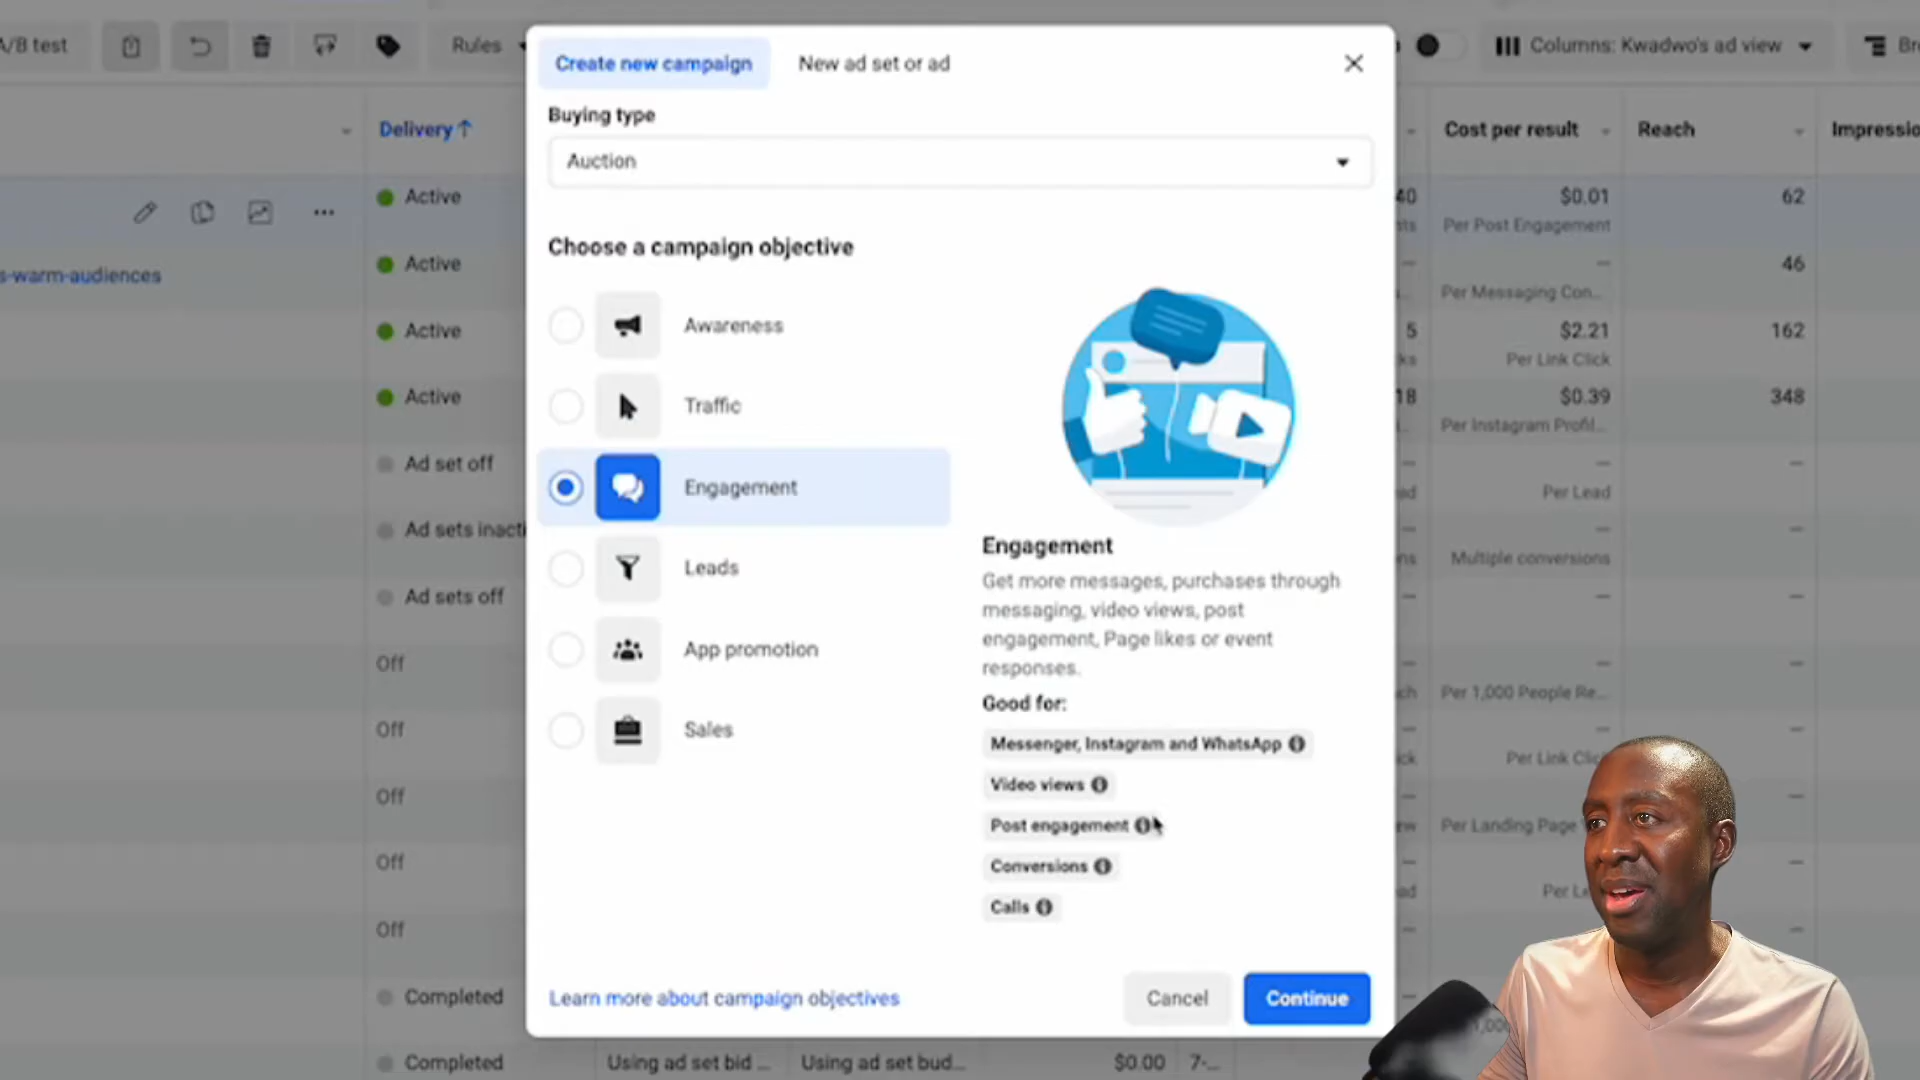 A/B test
Rules
Columns: Kwadwo's ad view
Create new campaign
New ad set or ad
Buying type
Auction
Delivery ↑
Cost per result
Reach
Active
$0.01
62
Per Post Engagement
Choose a campaign objective
s-warm-audiences
Active
—
46
Per Messaging Con...
Awareness
Active
5
$2.21
162
Per Link Click
Traffic
Active
18
$0.39
348
Per Instagram Profil...
Ad set off
—
—
Per Lead
Engagement
Ad sets inacti
—
Multiple conversions
Engagement
Get more messages, purchases through
messaging, video views, post
engagement, Page likes or event
responses.
Good for:
Messenger, Instagram and WhatsApp
Video views
Post engagement
Conversions
Calls
Leads
Ad sets off
App promotion
Off
Per 1,000 People Re...
Sales
Off
Per Link Clic
Off
Per Landing Page
Off
Off
Completed
Learn more about campaign objectives
Cancel
Continue
Completed
Using ad set bid ...
Using ad set bud...
$0.00
7-...